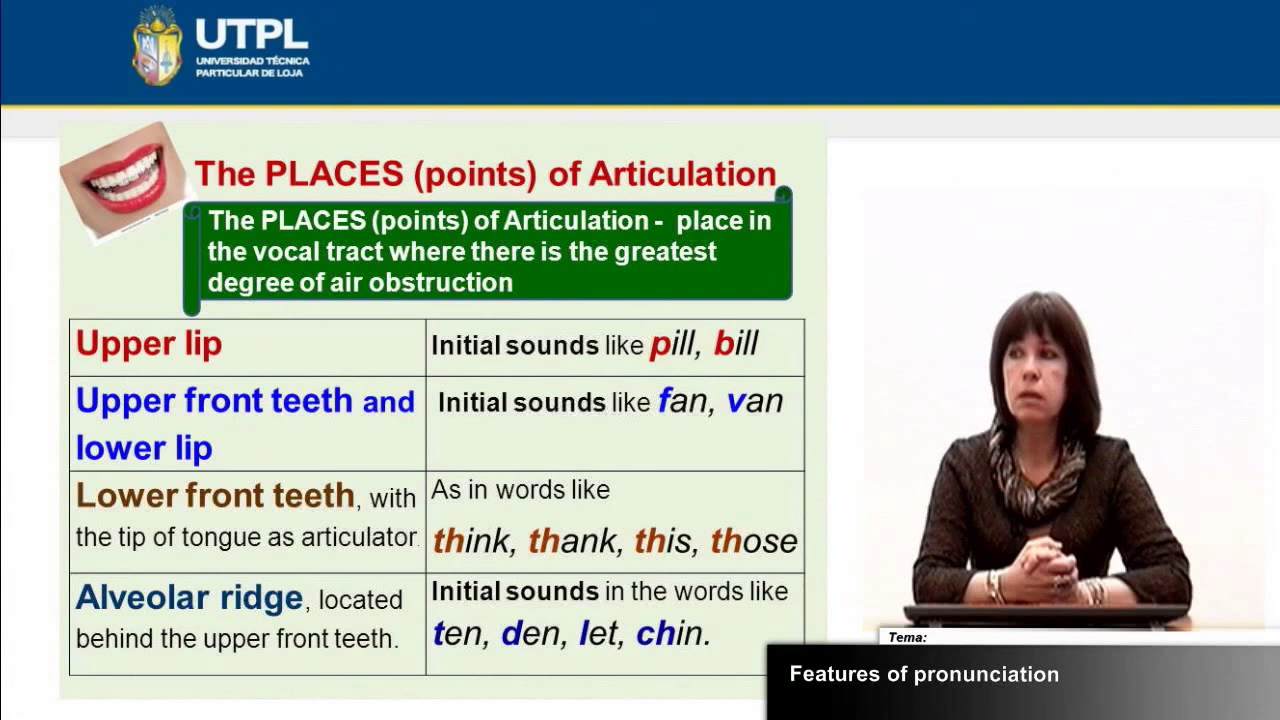 UTPL
UNIVERSIDAD TÉCNICA
PARTICULAR DE LOJA
The PLACES (points) of Articulation
The PLACES (points) of Articulation - place in
the vocal tract where there is the greatest
degree of air obstruction
Upper lip
Initial sounds like pill, bill
Upper front teeth and
lower lip
Initial sounds like fan, van
Lower front teeth, with
the tip of tongue as articulator.
As in words like
think, thank, this, those
Alveolar ridge, located
behind the upper front teeth.
Initial sounds in the words like
ten, den, let, chin.
Tema:
Features of pronunciation